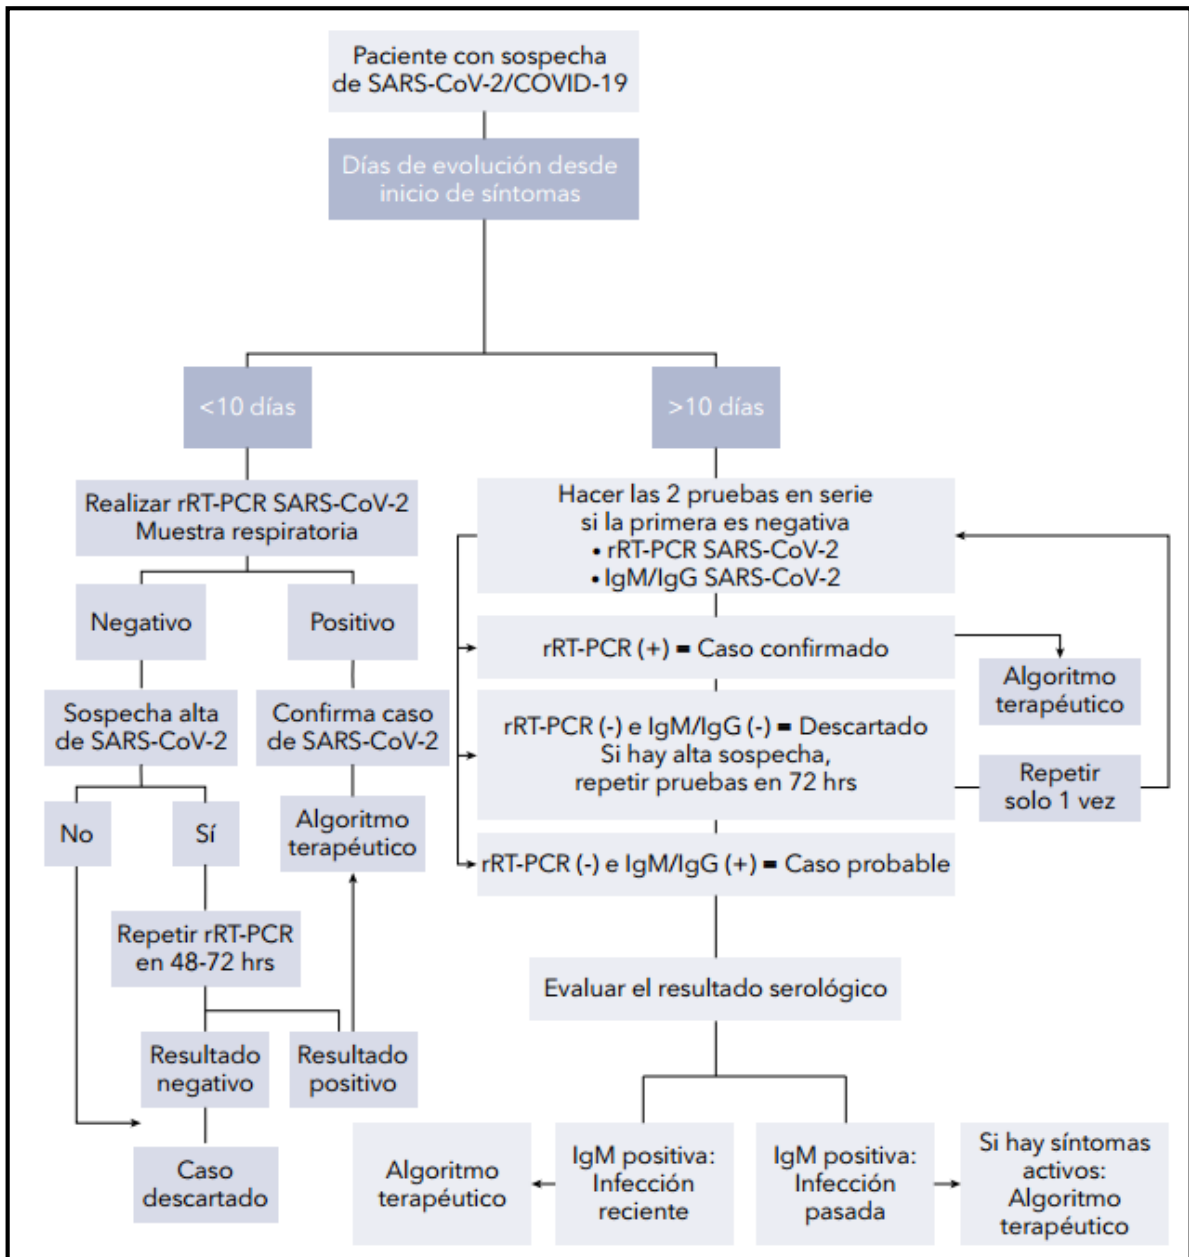 Paciente con sospecha
de SARS-CoV-2/COVID-19
Días de evolución desde
inicio de síntomas
<10 días
>10 días
Realizar rRT-PCR SARS-CoV-2
Muestra respiratoria
Negativo
Positivo
Sospecha alta
de SARS-CoV-2
Confirma caso
de SARS-CoV-2
No
Sí
Algoritmo
terapéutico
Repetir rRT-PCR
en 48-72 hrs
Resultado
negativo
Resultado
positivo
Caso
descartado
Hacer las 2 pruebas en serie
si la primera es negativa
• rRT-PCR SARS-CoV-2
• IgM/IgG SARS-CoV-2
rRT-PCR (+) = Caso confirmado
Algoritmo
terapéutico
rRT-PCR (-) e IgM/IgG (-) = Descartado
Si hay alta sospecha,
repetir pruebas en 72 hrs
Repetir
solo 1 vez
rRT-PCR (-) e IgM/IgG (+) = Caso probable
Evaluar el resultado serológico
Algoritmo
terapéutico
IgM positiva:
Infección
reciente
IgM positiva:
Infección
pasada
Si hay síntomas
activos:
Algoritmo
terapéutico